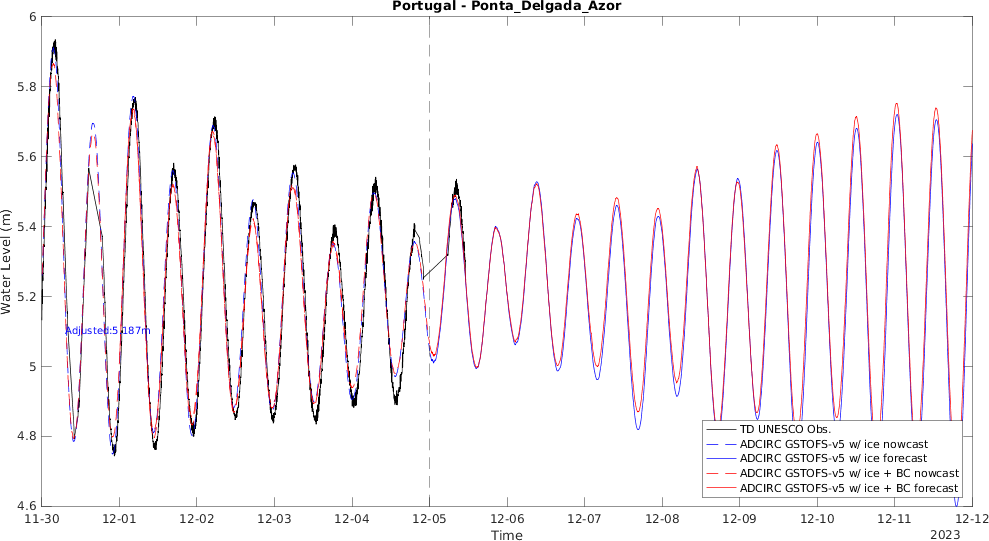 Portugal - Ponta_Delgada_Azor
6
5.8
5.6
5.4
5.2
5
4.8
4.6
Water Level (m)
Adjusted:5.187m
TD UNESCO Obs.
ADCIRC GSTOFS-v5 w/ ice nowcast
ADCIRC GSTOFS-v5 w/ ice forecast
ADCIRC GSTOFS-v5 w/ ice + BC nowcast
ADCIRC GSTOFS-v5 w/ ice + BC forecast
11-30 12-01 12-02 12-03 12-04 12-05 12-06 12-07 12-08 12-09 12-10 12-11 12-12
Time
2023